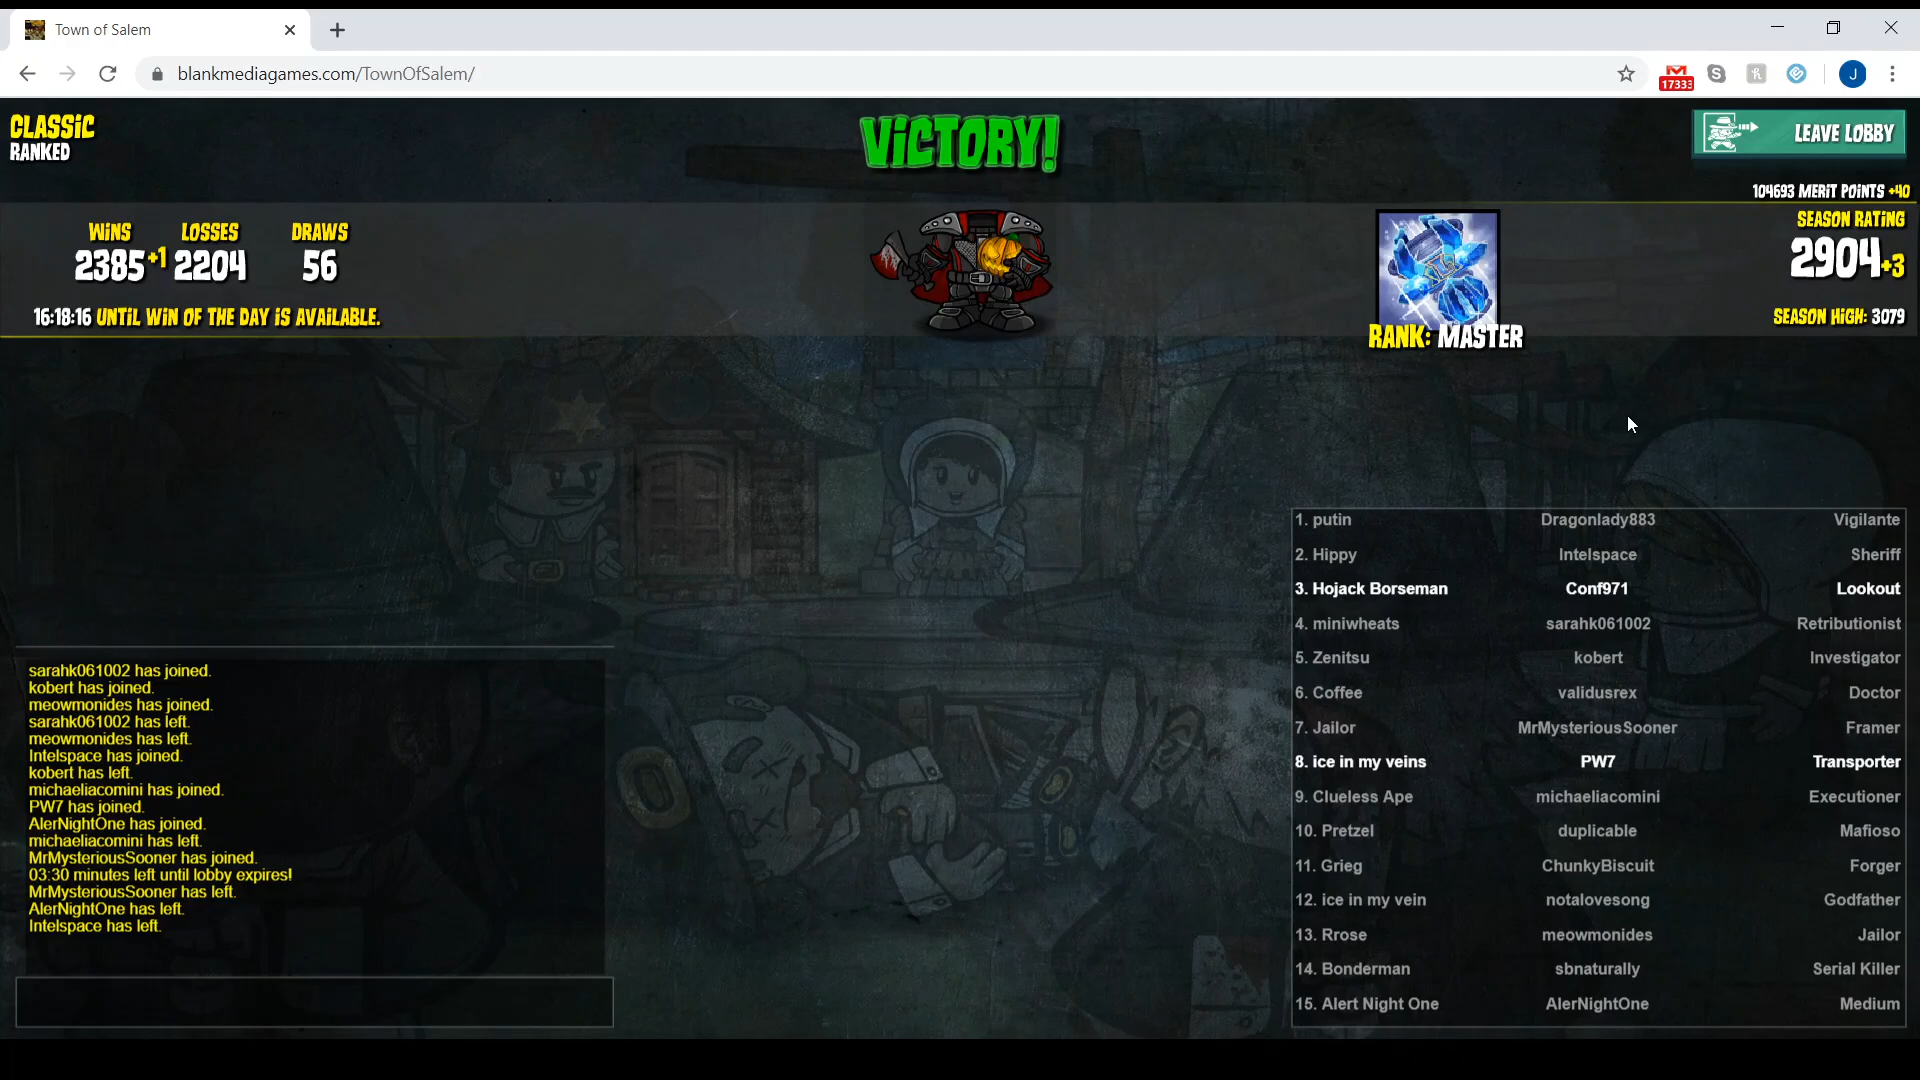 Town of Salem
blankmediagames.com/TownOfSalem/
17333
J
CLASSIC
RANKED
VICTORY!
LEAVE LOBBY
104693 MERIT POINTS +40
WINS LOSSES DRAWS
2385+1 2204 56
16:18:16 UNTIL WIN OF THE DAY IS AVAILABLE.
RANK: MASTER
SEASON RATING
2904+3
SEASON HIGH: 3079
sarahk061002 has joined.
kobert has joined.
meowmonides has joined.
sarahk061002 has left.
meowmonides has left.
Intelspace has joined.
kobert has left.
michaeliacomini has joined.
PW7 has joined.
AlerNightOne has joined.
michaeliacomini has left.
MrMysteriousSooner has joined.
03:30 minutes left until lobby expires!
MrMysteriousSooner has left.
AlerNightOne has left.
Intelspace has left.
1. putin Dragonlady883 Vigilante
2. Hippy Intelspace Sheriff
3. Hojack Borseman Conf971 Lookout
4. miniwheats sarahk061002 Retributionist
5. Zenitsu kobert Investigator
6. Coffee validusrex Doctor
7. Jailor MrMysteriousSooner Framer
8. ice in my veins PW7 Transporter
9. Clueless Ape michaeliacomini Executioner
10. Pretzel duplicable Mafioso
11. Grieg ChunkyBiscuit Forger
12. ice in my vein notalovesong Godfather
13. Rrose meowmonides Jailor
14. Bonderman sbnaturally Serial Killer
15. Alert Night One AlerNightOne Medium